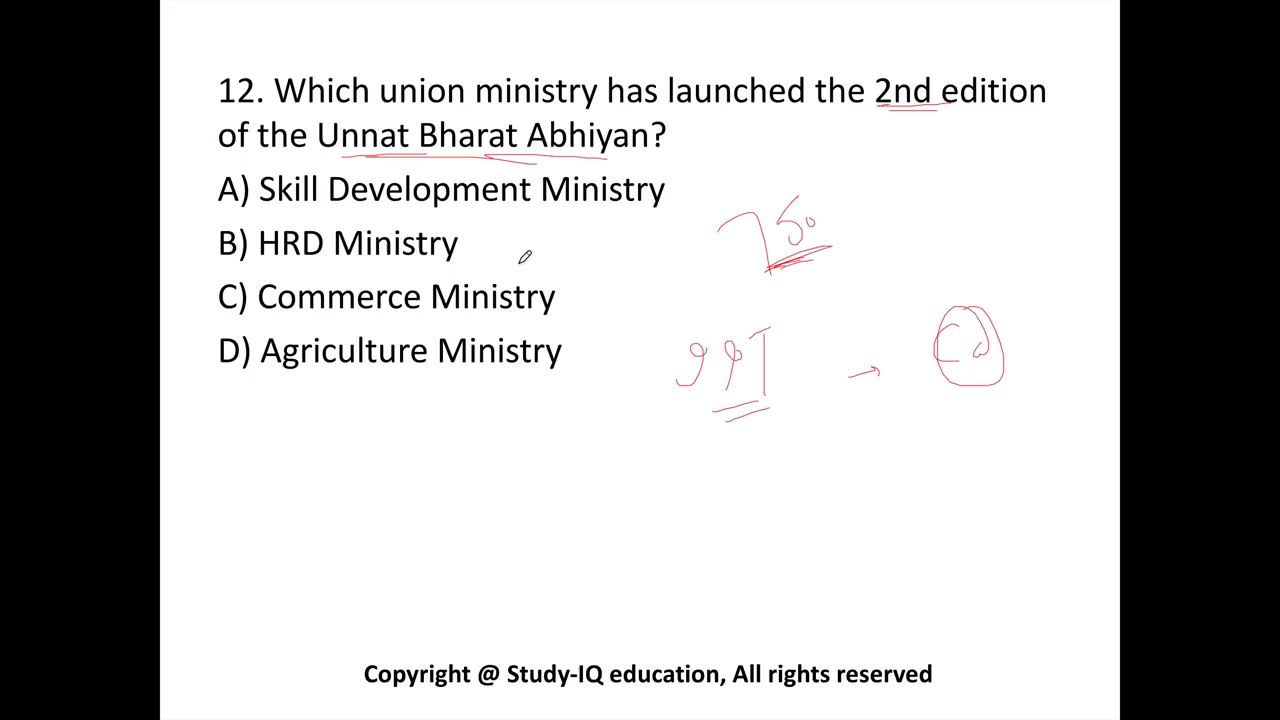 12. Which union ministry has launched the 2nd edition
of the Unnat Bharat Abhiyan?
A) Skill Development Ministry
B) HRD Ministry
C) Commerce Ministry
D) Agriculture Ministry
750
Copyright @ Study-IQ education, All rights reserved